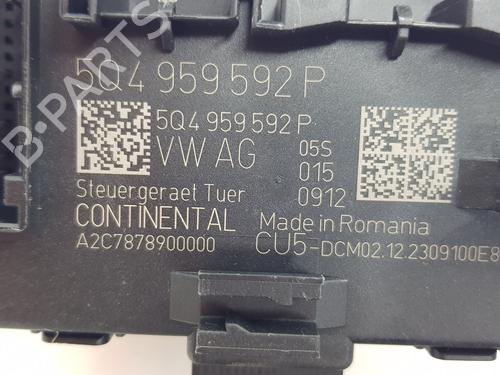 5Q4 959 592 P
5Q4 959 592 P
VW AG
05S
015
0912
Steuergeraet Tuer
CONTINENTAL
Made in Romania
A2C7878900000
CU5-DCM02.12.2309100E8
B-PARTS